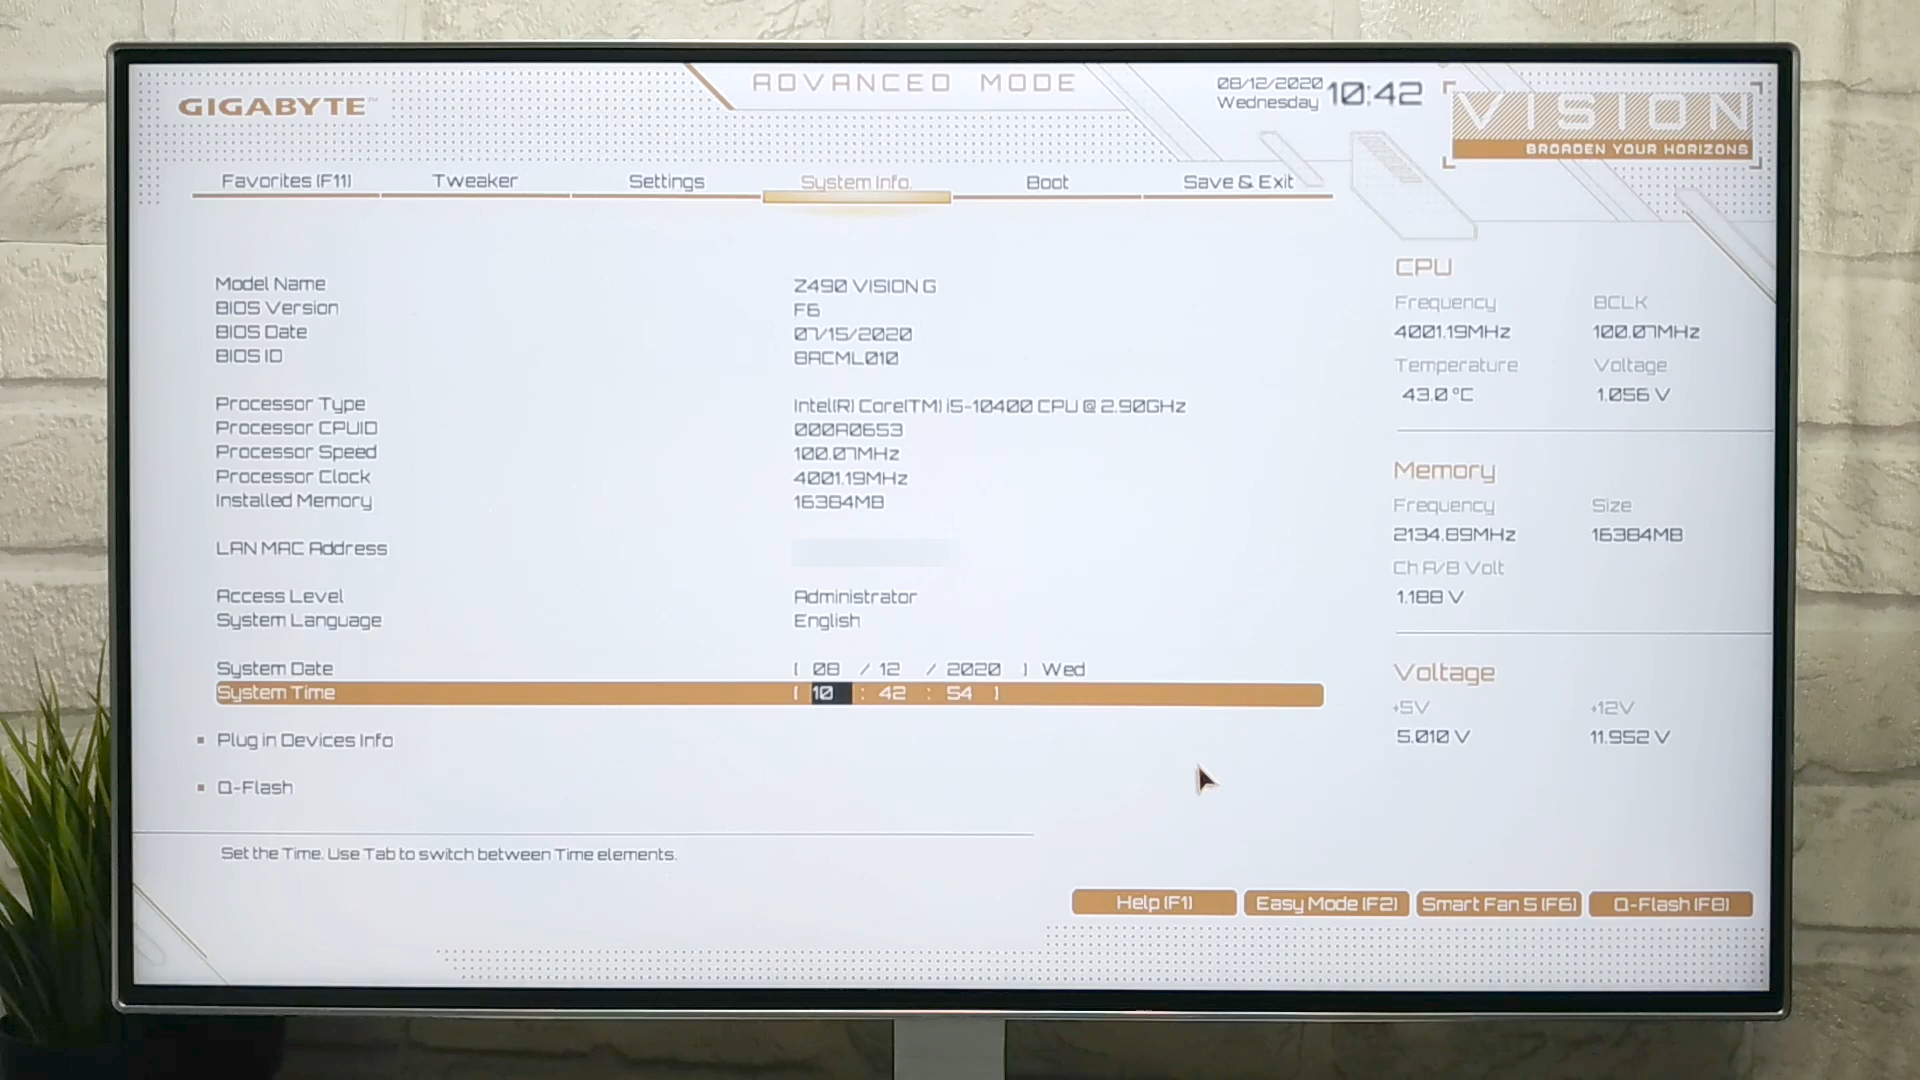 GIGABYTE™
ADVANCED MODE
08/12/2020
Wednesday
10:42
VISION
BROADEN YOUR HORIZONS
Favorites (F11)
Tweaker
Settings
System Info.
Boot
Save & Exit
Model Name Z490 VISION G
BIOS Version F6
BIOS Date 07/15/2020
BIOS ID 8ACML010
Processor Type Intel(R) Core(TM) i5-10400 CPU @ 2.90GHz
Processor CPUID 000A0653
Processor Speed 100.07MHz
Processor Clock 4001.19MHz
Installed Memory 16384MB
LAN MAC Address
Access Level Administrator
System Language English
System Date [ 08 / 12 / 2020 ] Wed
System Time [ 10 : 42 : 54 ]
Plug in Devices Info
Q-Flash
Set the Time. Use Tab to switch between Time elements.
CPU
Frequency BCLK
4001.19MHz 100.07MHz
Temperature Voltage
43.0 °C 1.056 V
Memory
Frequency Size
2134.89MHz 16384MB
Ch A/B Volt
1.188 V
Voltage
+5V +12V
5.010 V 11.952 V
Help (F1)
Easy Mode (F2)
Smart Fan 5 (F6)
Q-Flash (F8)